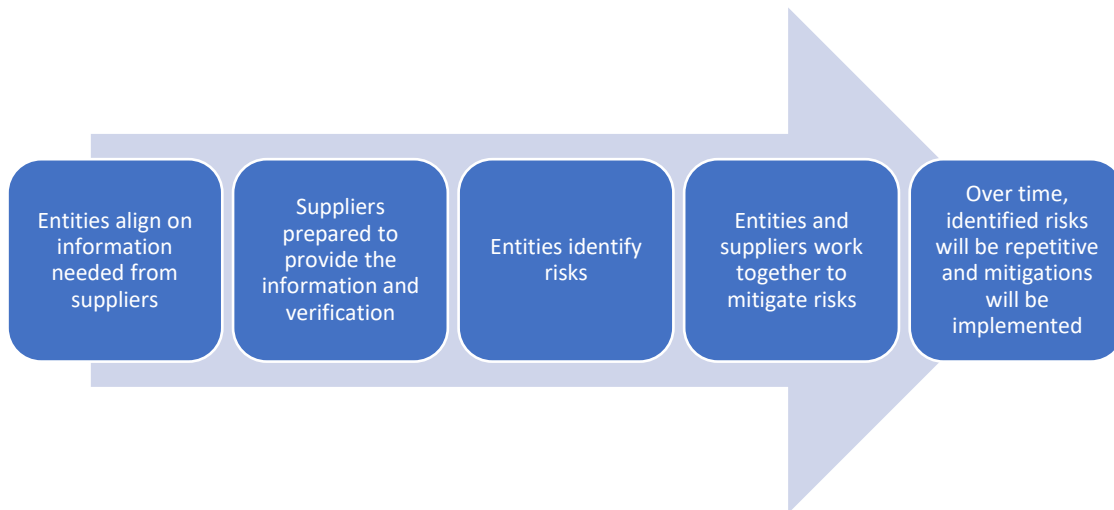 Entities align on
information
needed from
suppliers
Suppliers
prepared to
provide the
information and
verification
Entities identify
risks
Entities and
suppliers work
together to
mitigate risks
Over time,
identified risks
will be repetitive
and mitigations
will be
implemented